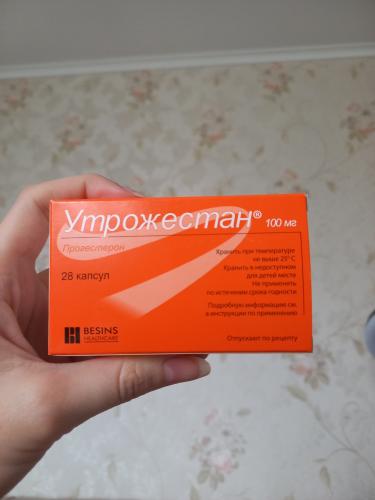 Утрожестан® 100 мг
Прогестерон
28 капсул
Хранить при температуре
не выше 25° С
Хранить в недоступном
для детей месте
Не применять
по истечении срока годности
Подробную информацию см.
в инструкции по применению
BESINS
HEALTHCARE
Отпускают по рецепту